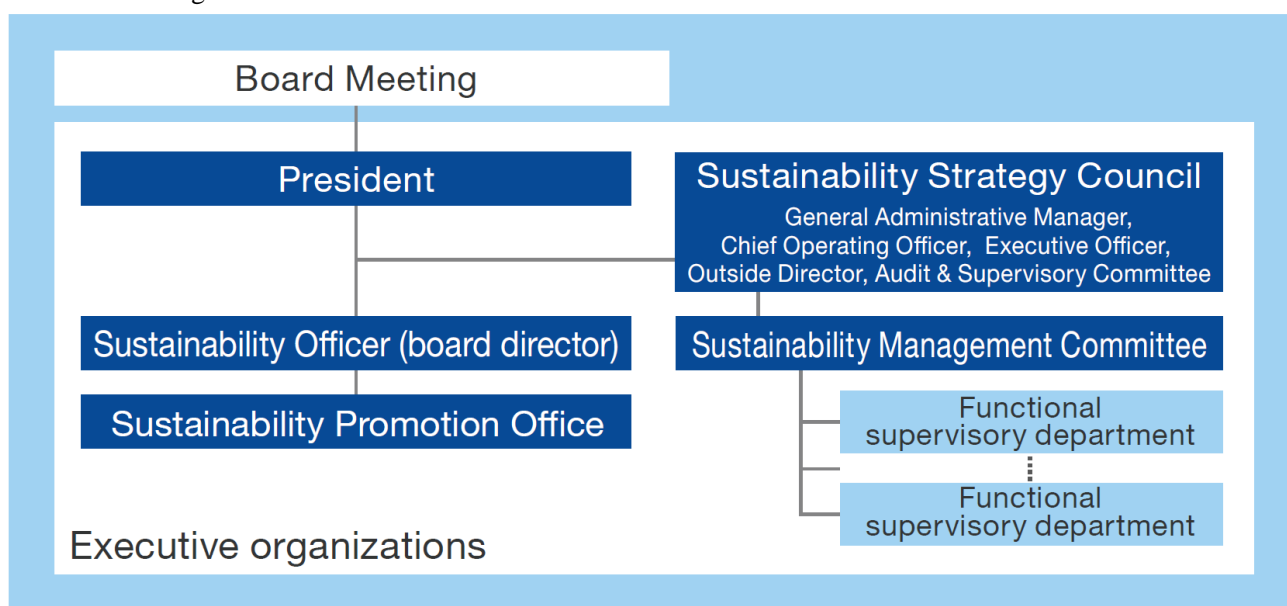 Board Meeting
President
Sustainability Strategy Council
General Administrative Manager,
Chief Operating Officer, Executive Officer,
Outside Director, Audit & Supervisory Committee
Sustainability Officer (board director)
Sustainability Management Committee
Sustainability Promotion Office
Functional
supervisory department
Functional
supervisory department
Executive organizations